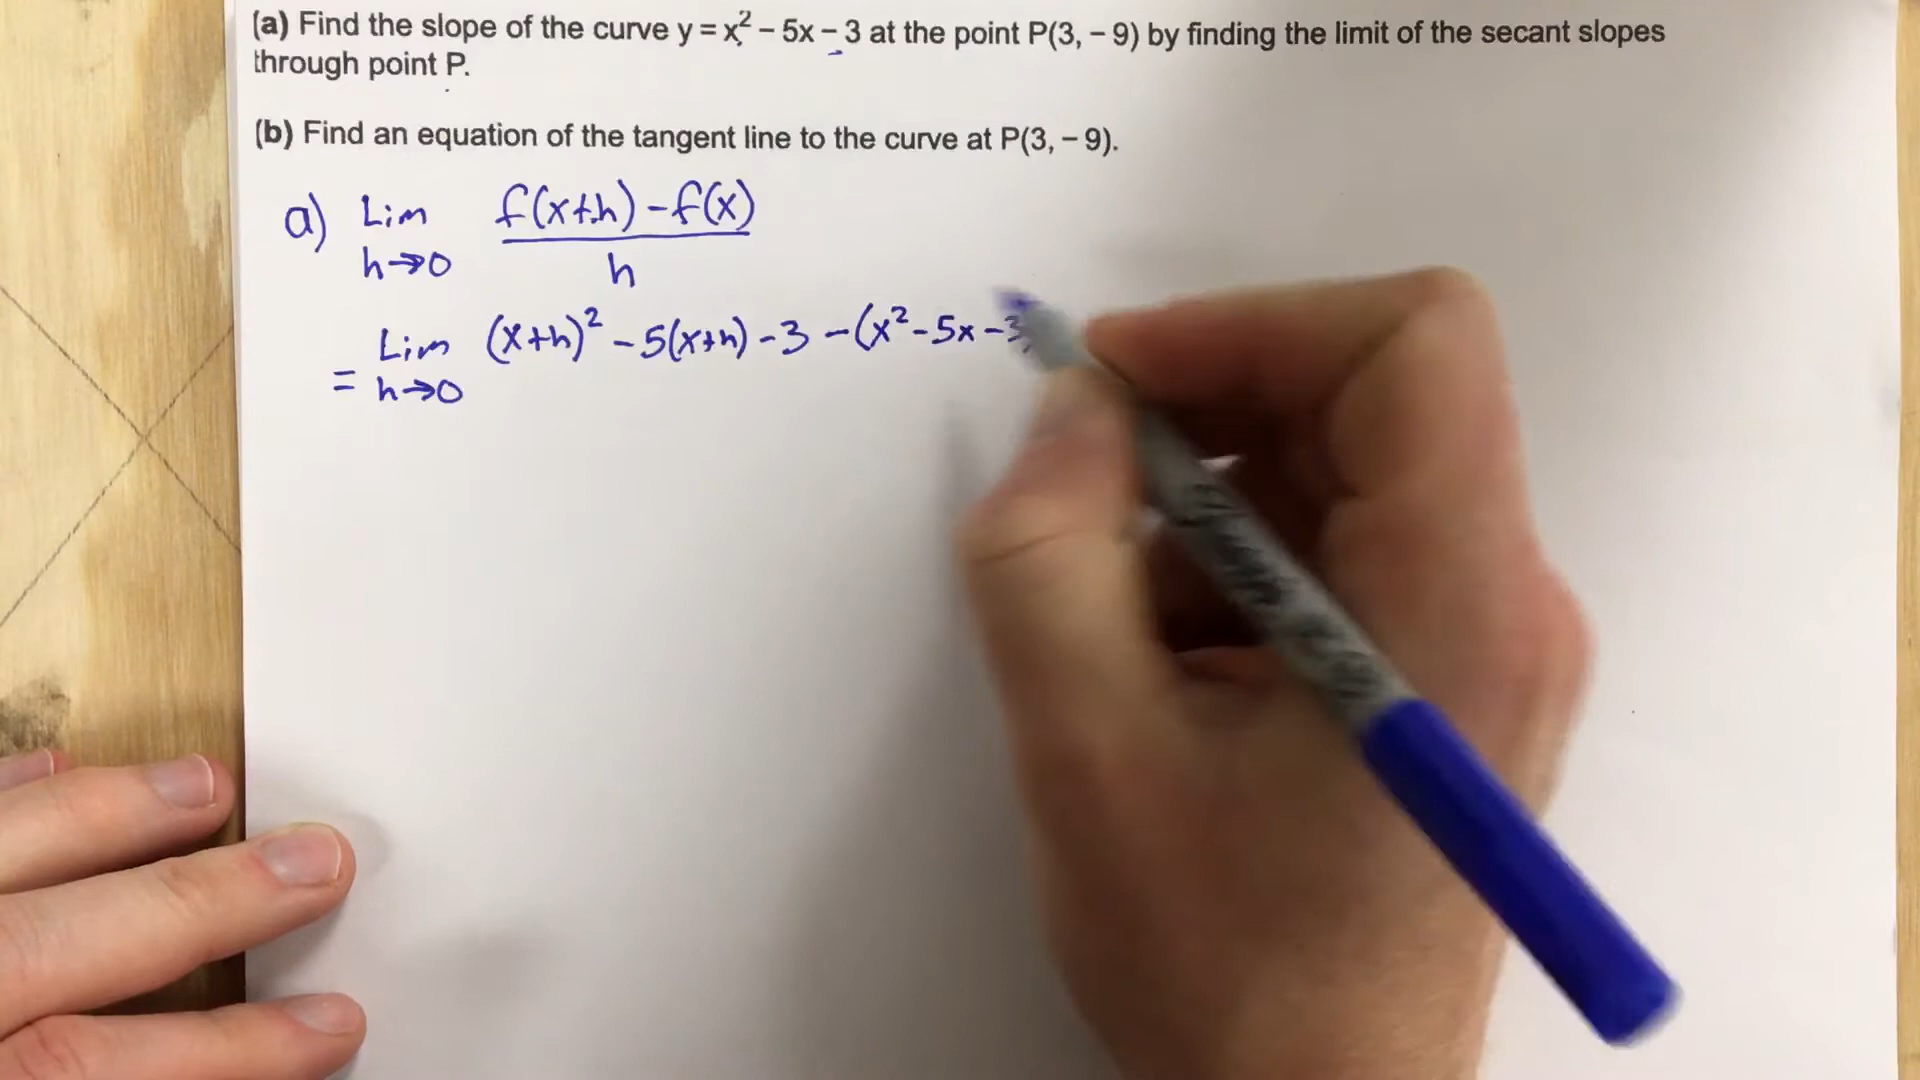 (a) Find the slope of the curve y = x² − 5x − 3 at the point P(3, − 9) by finding the limit of the secant slopes
through point P.
(b) Find an equation of the tangent line to the curve at P(3, − 9).
a) Lim f(x+h) - f(x)
h→0 h
= Lim (x+h)² - 5(x+h) - 3 - (x² - 5x - 3
h→0